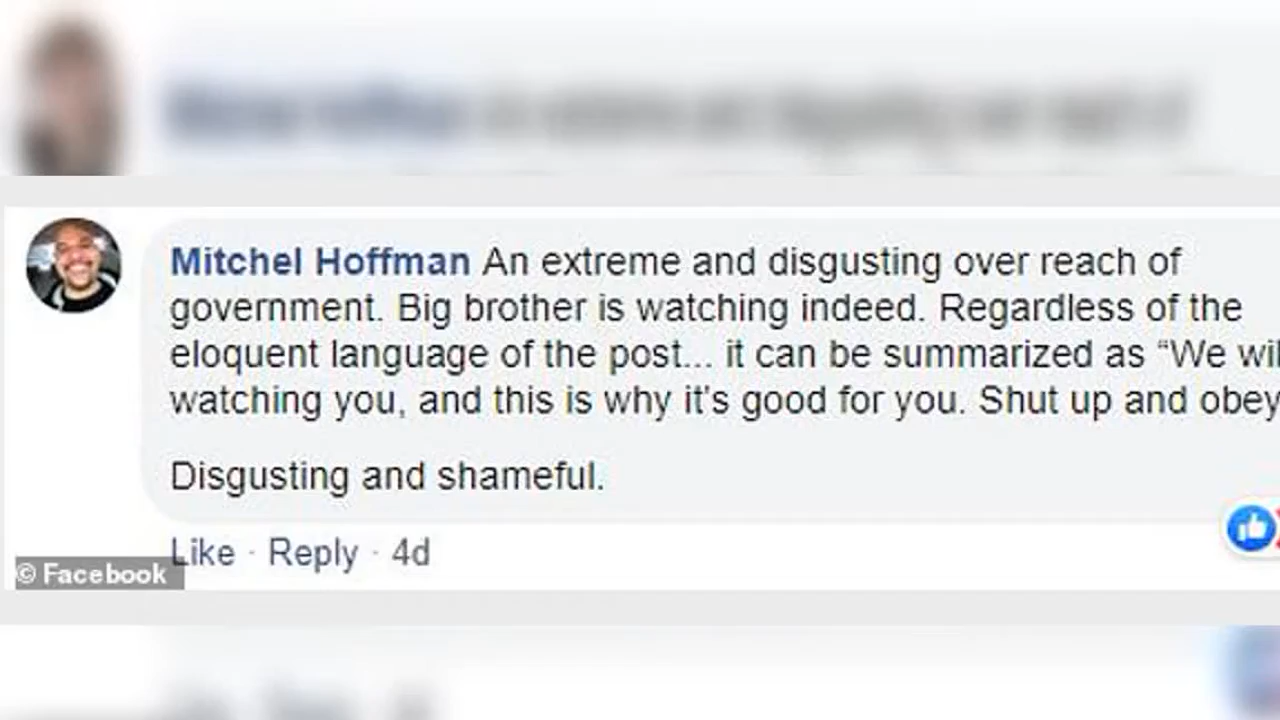 Mitchel Hoffman An extreme and disgusting over reach of
government. Big brother is watching indeed. Regardless of the
eloquent language of the post... it can be summarized as “We
watching you, and this is why it's good for you. Shut up and obey
Disgusting and shameful.
Like · Reply · 4d
© Facebook